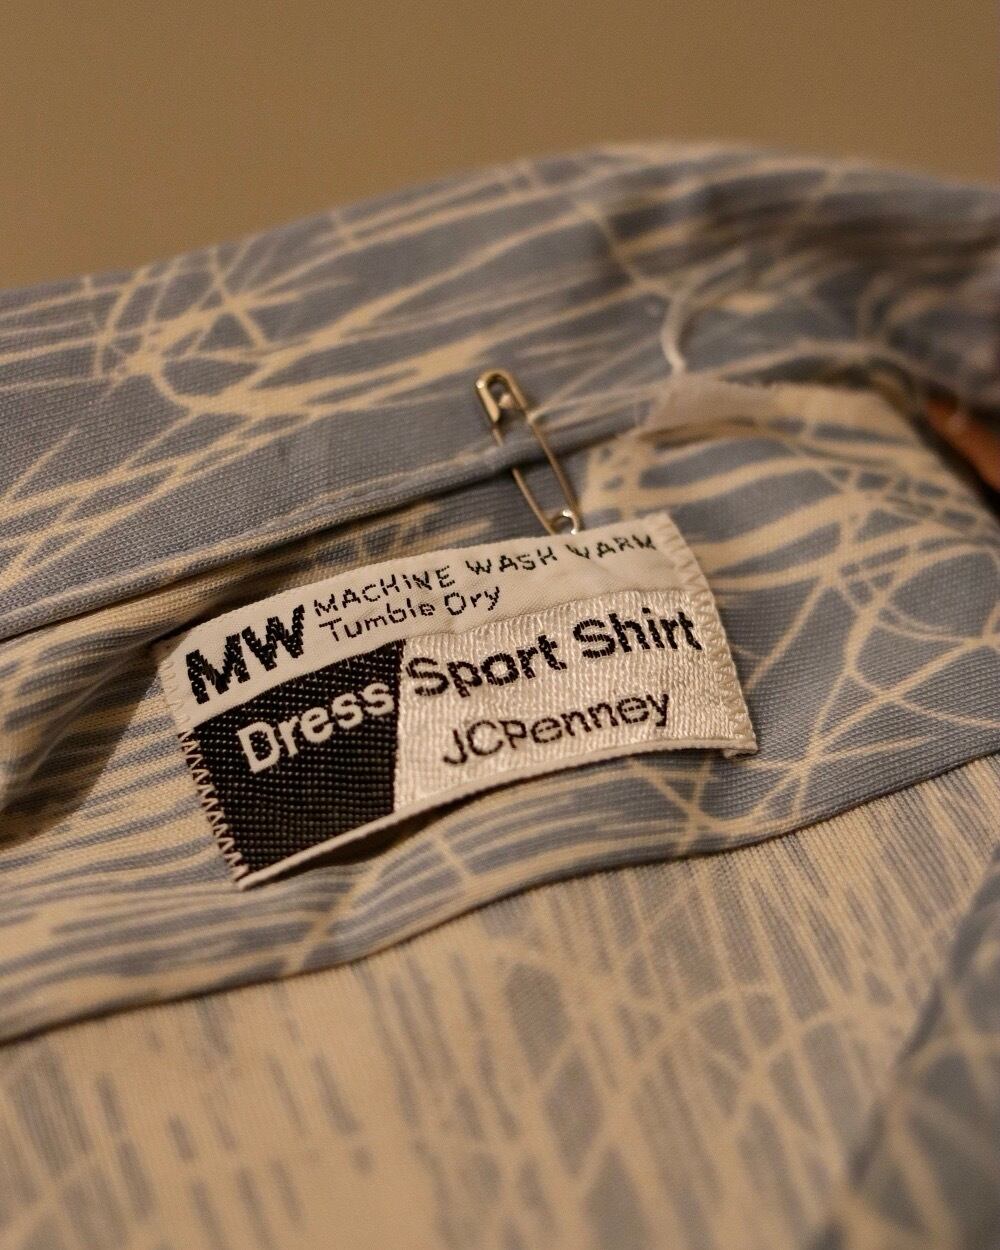 MW MACHINE WASH WARM
Tumble Dry
Dress Sport Shirt
JCPenney